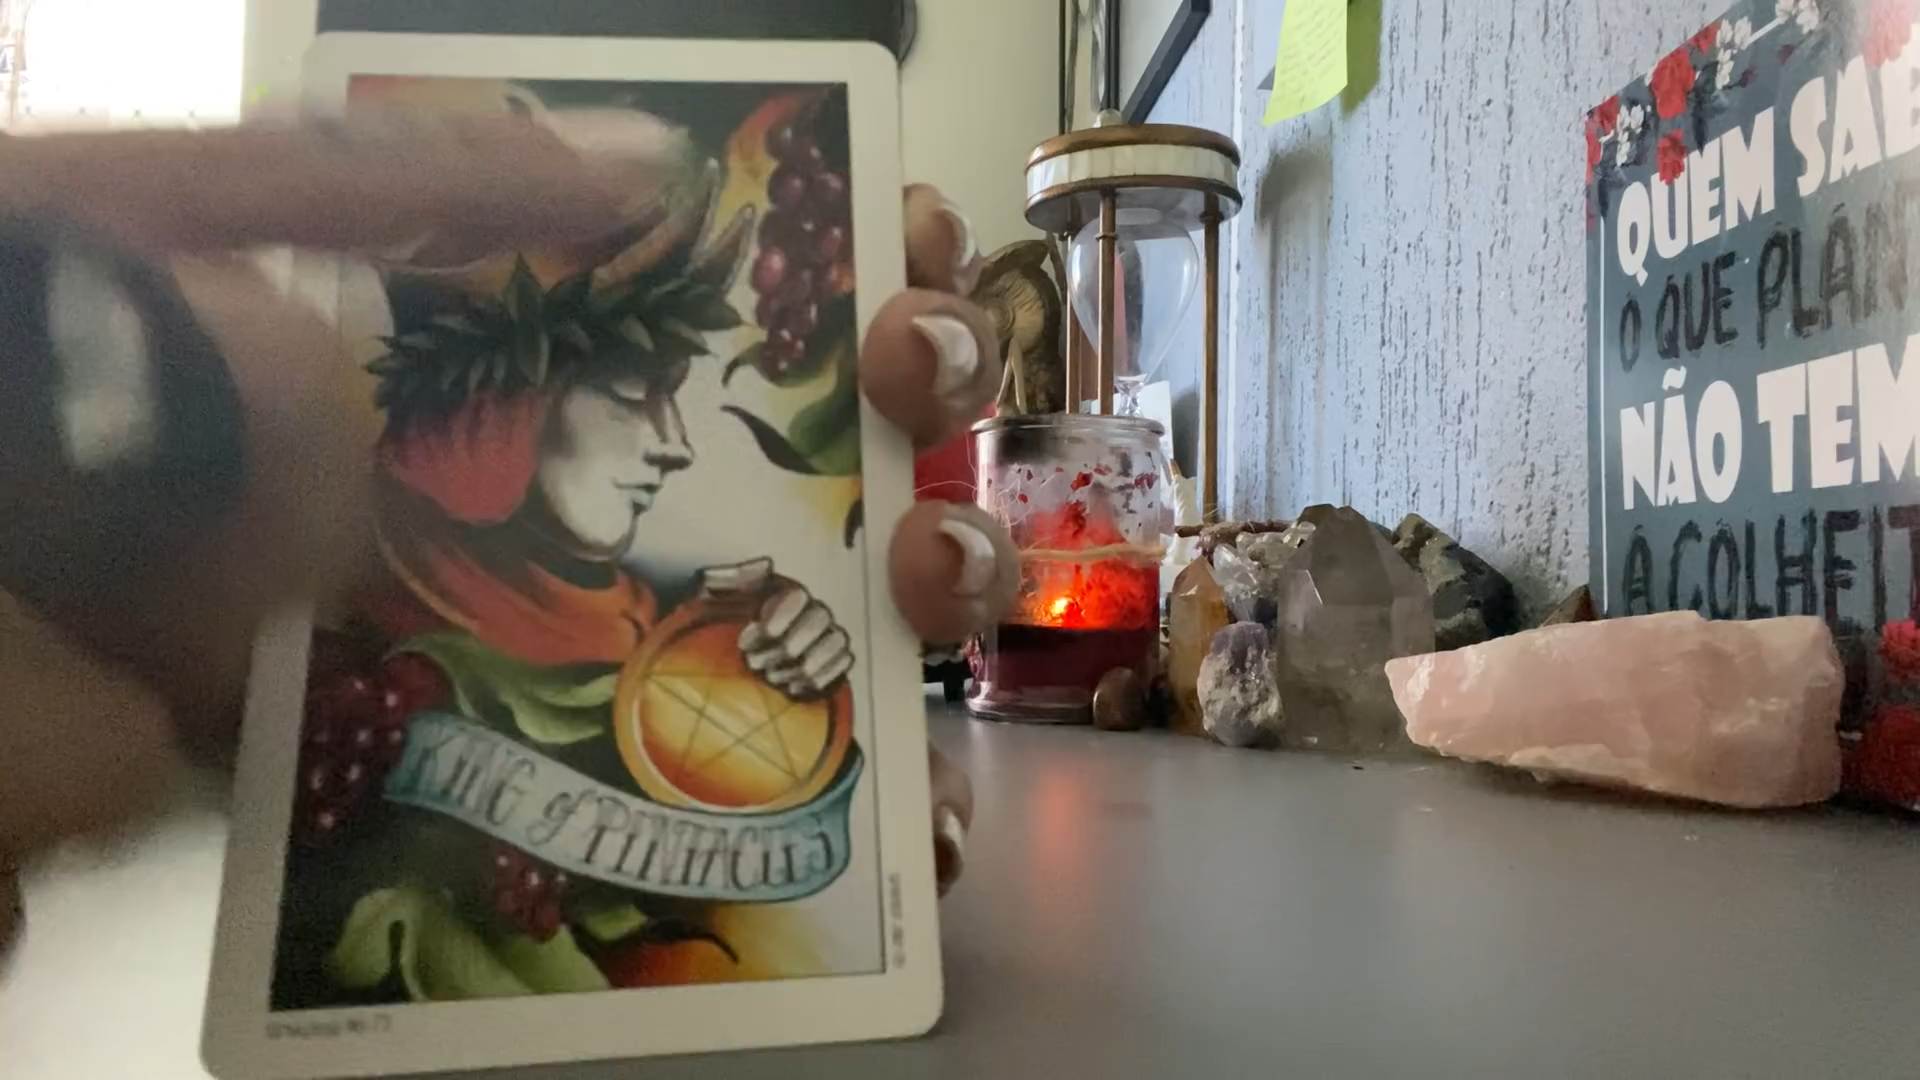 KING of PENTACLES
QUEM SAB
O QUE PLAN
NÃO TEM
A COLHEIT